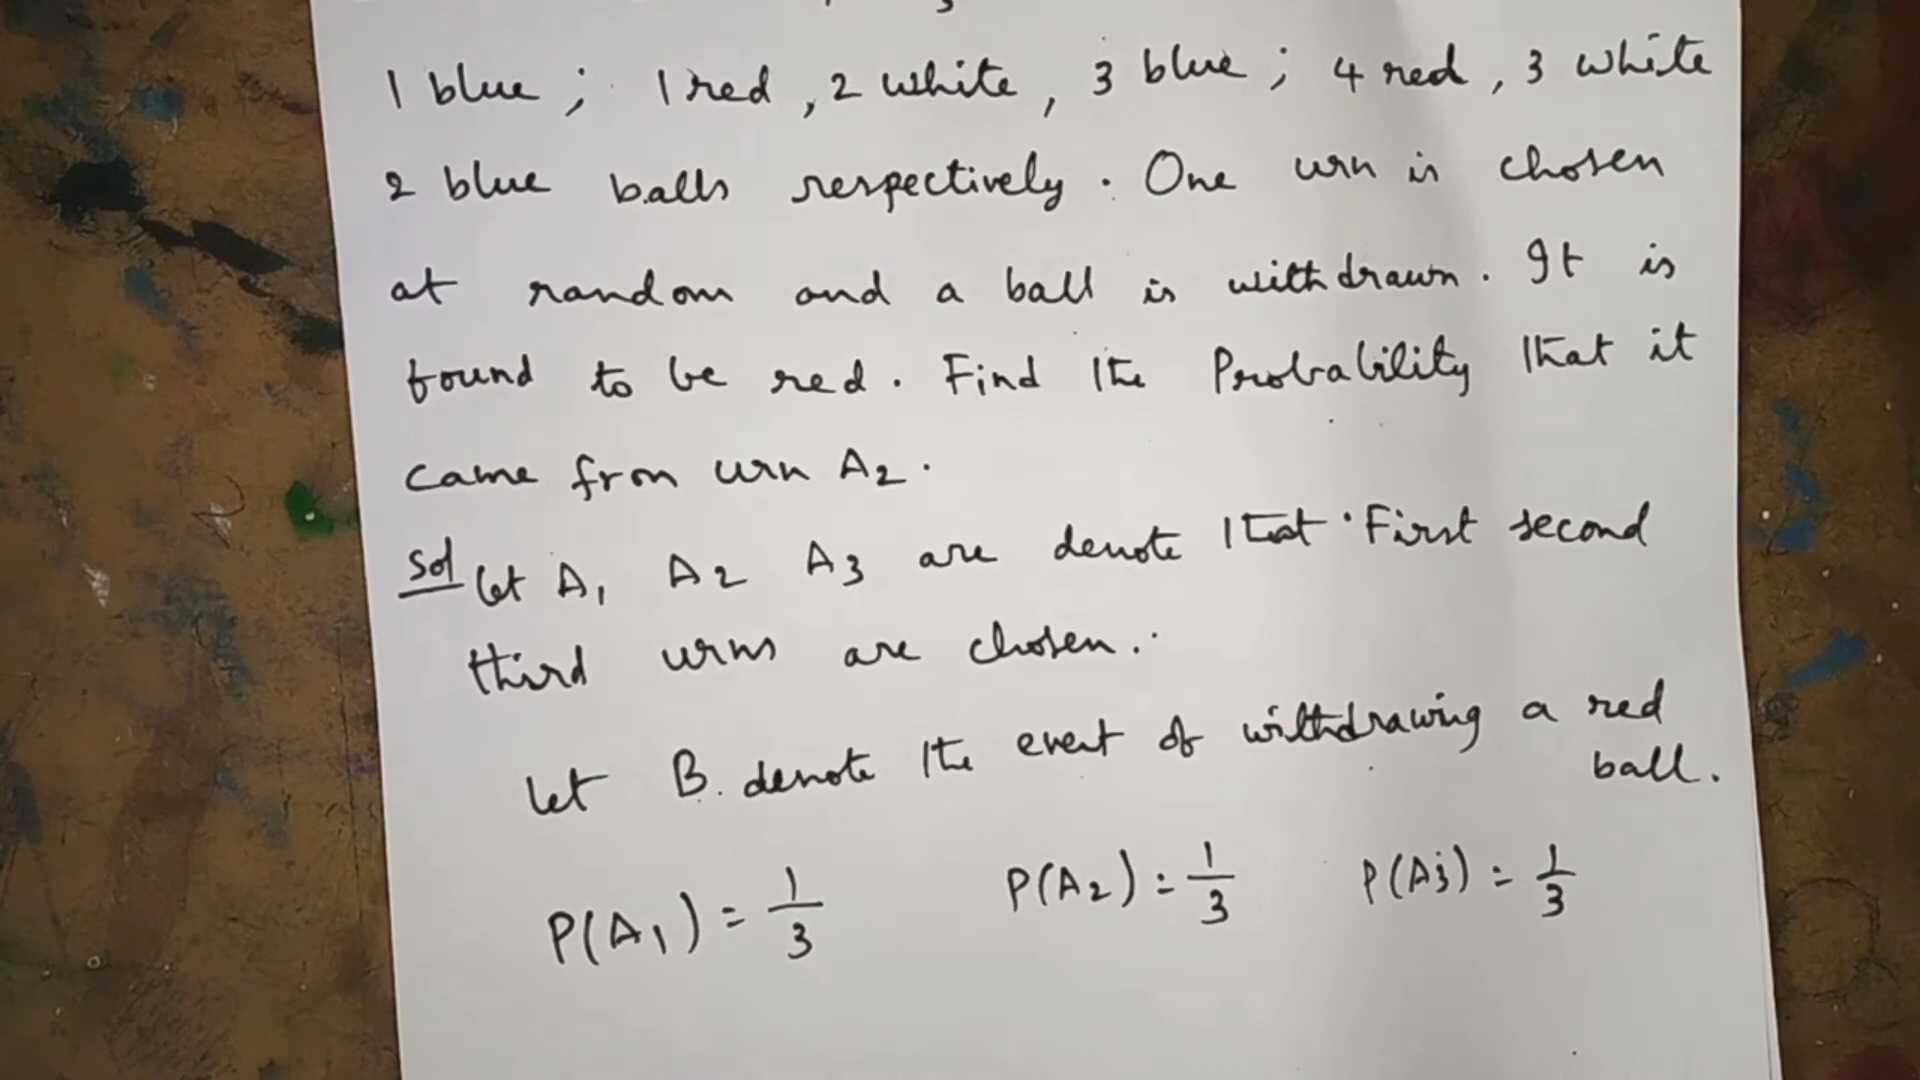 1 blue ; 1 red , 2 white , 3 blue ; 4 red , 3 white
2 blue balls respectively . One urn is chosen
at random and a ball is withdrawn . It is
found to be red . Find the Probability that it
came from urn A2 .
Sol let A1 A2 A3 are denote that First second
third urns are chosen .
let B. denote the event of withdrawing a red
ball .
P(A1) = 1/3 P(A2) = 1/3 P(A3) = 1/3